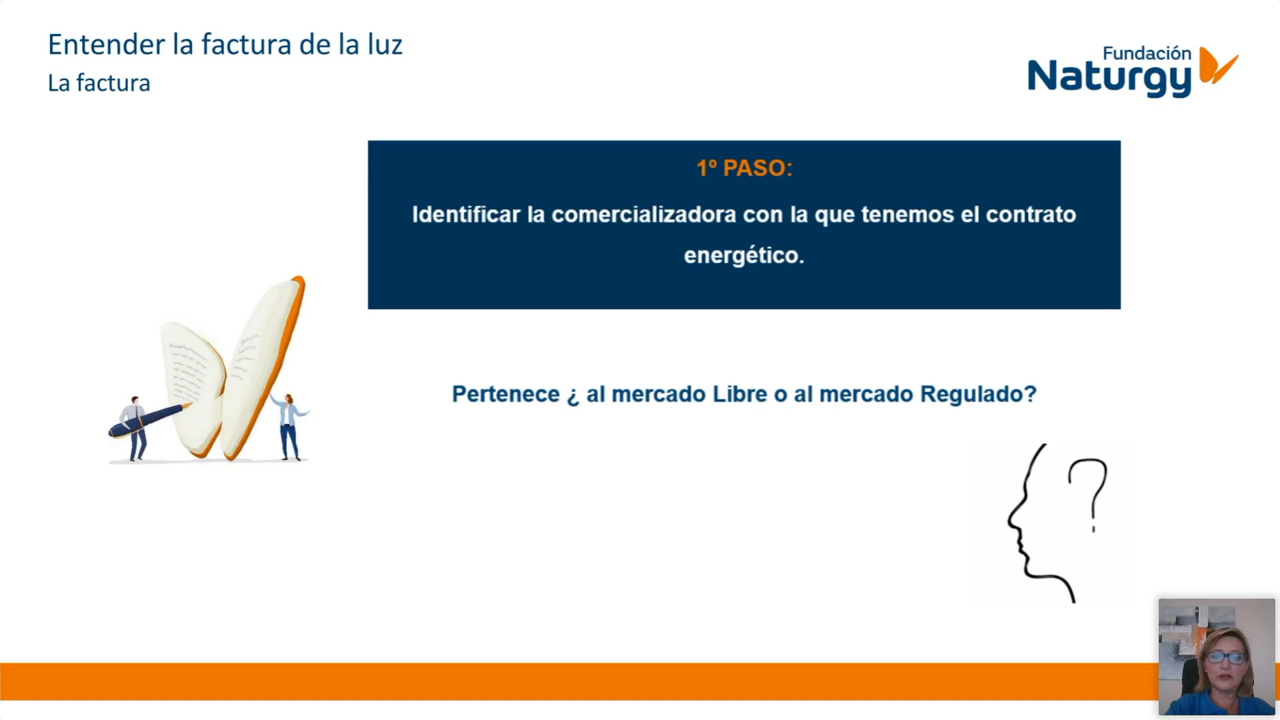 Entender la factura de la luz
La factura
Fundación
Naturgy
1º PASO:
Identificar la comercializadora con la que tenemos el contrato
energético.
Pertenece ¿ al mercado Libre o al mercado Regulado?
?